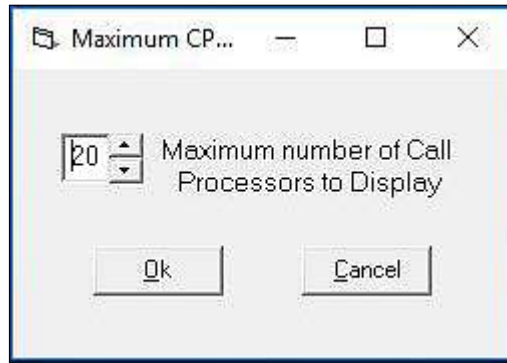 Maximum CP...
20
Maximum number of Call
Processors to Display
Ok
Cancel